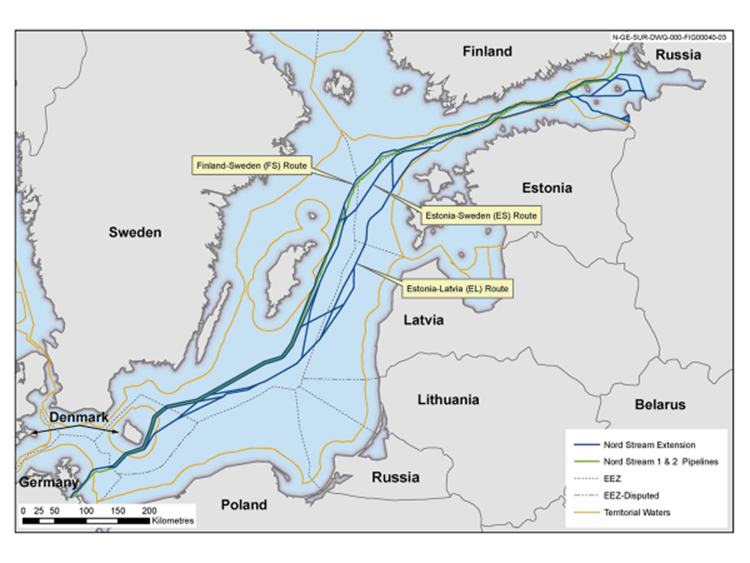 N-GE-SUR-DWG-000-FIG00040-03
Finland
Russia
Finland-Sweden (FS) Route
Estonia
Estonia-Sweden (ES) Route
Sweden
Estonia-Latvia (EL) Route
Latvia
Lithuania
Belarus
Denmark
Nord Stream Extension
Nord Stream 1 & 2 Pipelines
EEZ
EEZ-Disputed
Territorial Waters
Russia
Germany
Poland
0 25 50 100 150 200
Kilometres